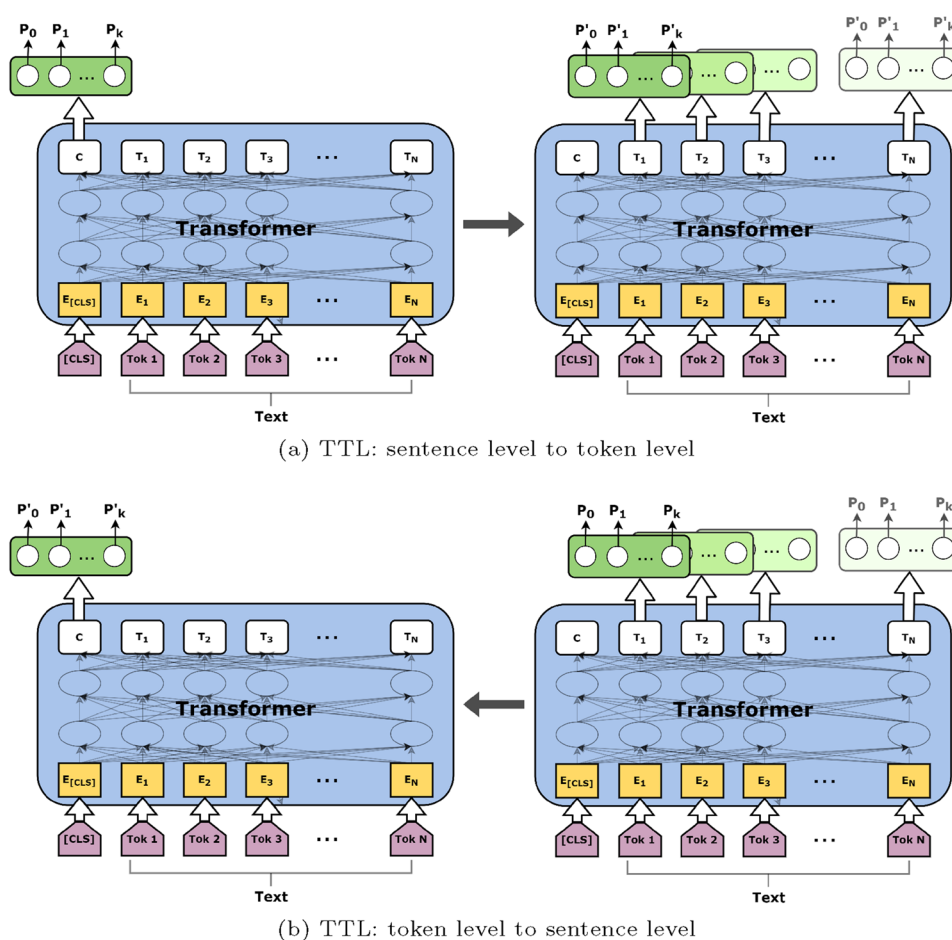 P0 P1 Pk P'0 P'1 P'k P'0 P'1 P'k
... ... ... ... ...
C T1 T2 T3 ... TN C T1 T2 T3 ... TN
Transformer Transformer
E[CLS] E1 E2 E3 ... EN E[CLS] E1 E2 E3 ... EN
[CLS] Tok 1 Tok 2 Tok 3 ... Tok N [CLS] Tok 1 Tok 2 Tok 3 ... Tok N
Text Text
(a) TTL: sentence level to token level
P'0 P'1 P'k P0 P1 Pk P0 P1 Pk
... ... ... ... ...
C T1 T2 T3 ... TN C T1 T2 T3 ... TN
Transformer Transformer
E[CLS] E1 E2 E3 ... EN E[CLS] E1 E2 E3 ... EN
[CLS] Tok 1 Tok 2 Tok 3 ... Tok N [CLS] Tok 1 Tok 2 Tok 3 ... Tok N
Text Text
(b) TTL: token level to sentence level